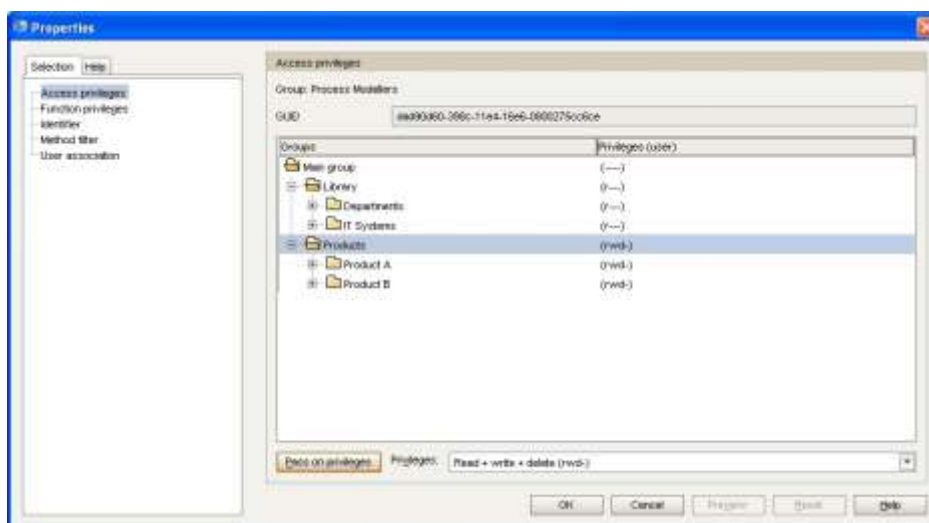 Properties
Selection Help
Access privileges
Function privileges
Identifier
Method filter
User association
Access privileges
Group: Process Modellers
GUID
Groups Privileges (user)
Main group (----)
Library (r---)
Departments (r---)
IT Systems (r---)
Products (rwd-)
Product A (rwd-)
Product B (rwd-)
Pass on privileges Privileges: Read + write + delete (rwd-)
OK Cancel Preview Reset Help